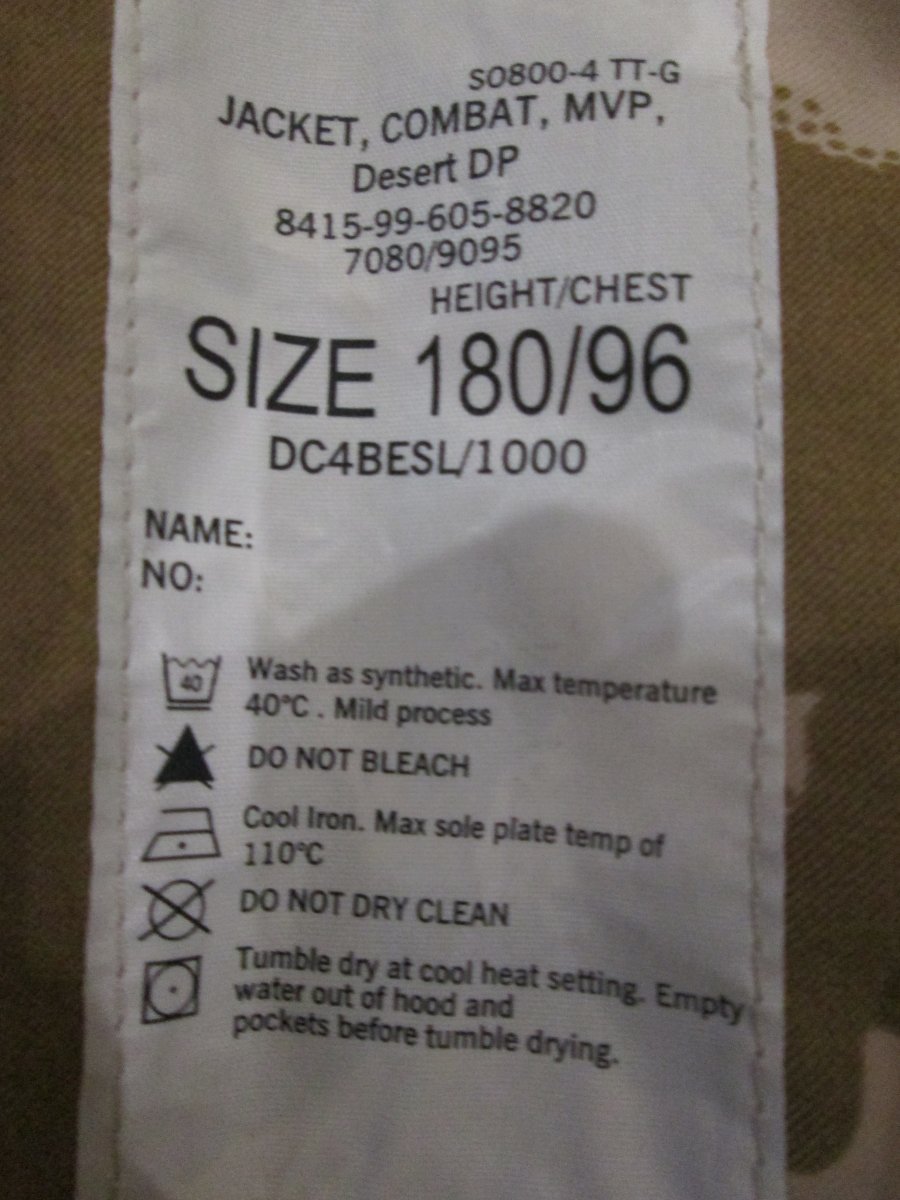 SO800-4 TT-G
JACKET, COMBAT, MVP,
Desert DP
8415-99-605-8820
7080/9095
HEIGHT/CHEST
SIZE 180/96
DC4BESL/1000
NAME:
NO:
40
Wash as synthetic. Max temperature
40°C . Mild process
DO NOT BLEACH
Cool Iron. Max sole plate temp of
110°C
DO NOT DRY CLEAN
Tumble dry at cool heat setting. Empty
water out of hood and
pockets before tumble drying.